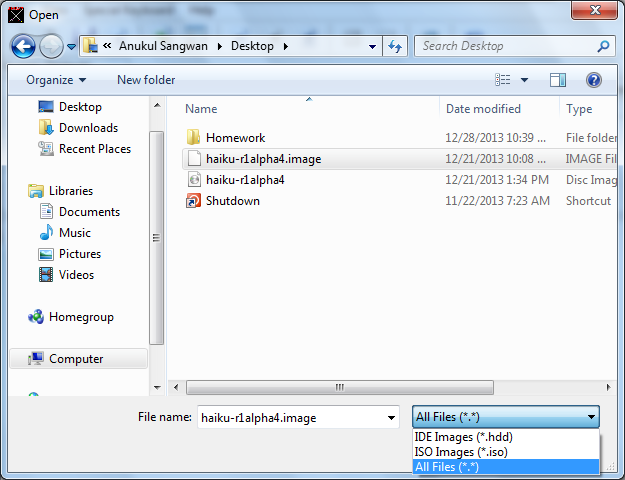 Open
« Anukul Sangwan Desktop Search Desktop
Organize New folder
Name Date modified Type
Desktop
Downloads
Recent Places
Libraries
Documents
Music
Pictures
Videos
Homegroup
Computer
Homework 12/28/2013 10:39 ... File folder
haiku-r1alpha4.image 12/21/2013 10:08 ... IMAGE Fil
haiku-r1alpha4 12/21/2013 1:34 PM Disc Imag
Shutdown 11/22/2013 7:23 AM Shortcut
File name: haiku-r1alpha4.image All Files (*.*)
IDE Images (*.hdd)
ISO Images (*.iso)
All Files (*.*)